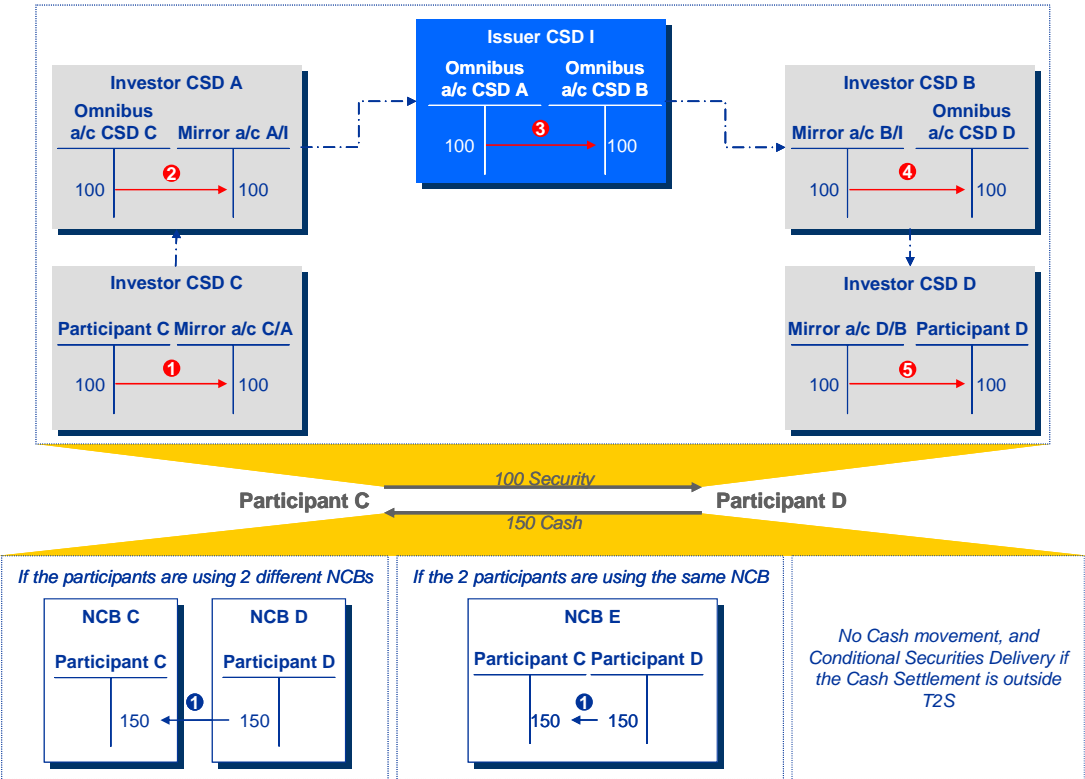 Issuer CSD I
Omnibus a/c CSD A
Omnibus a/c CSD B
100
3
100
Investor CSD A
Omnibus a/c CSD C
Mirror a/c A/I
100
2
100
Investor CSD B
Mirror a/c B/I
Omnibus a/c CSD D
100
4
100
Investor CSD C
Participant C
Mirror a/c C/A
100
1
100
Investor CSD D
Mirror a/c D/B
Participant D
100
5
100
100 Security
Participant C
Participant D
150 Cash
If the participants are using 2 different NCBs
NCB C
Participant C
150
1
NCB D
Participant D
150
If the 2 participants are using the same NCB
NCB E
Participant C
Participant D
150
1
150
No Cash movement, and
Conditional Securities Delivery if
the Cash Settlement is outside
T2S